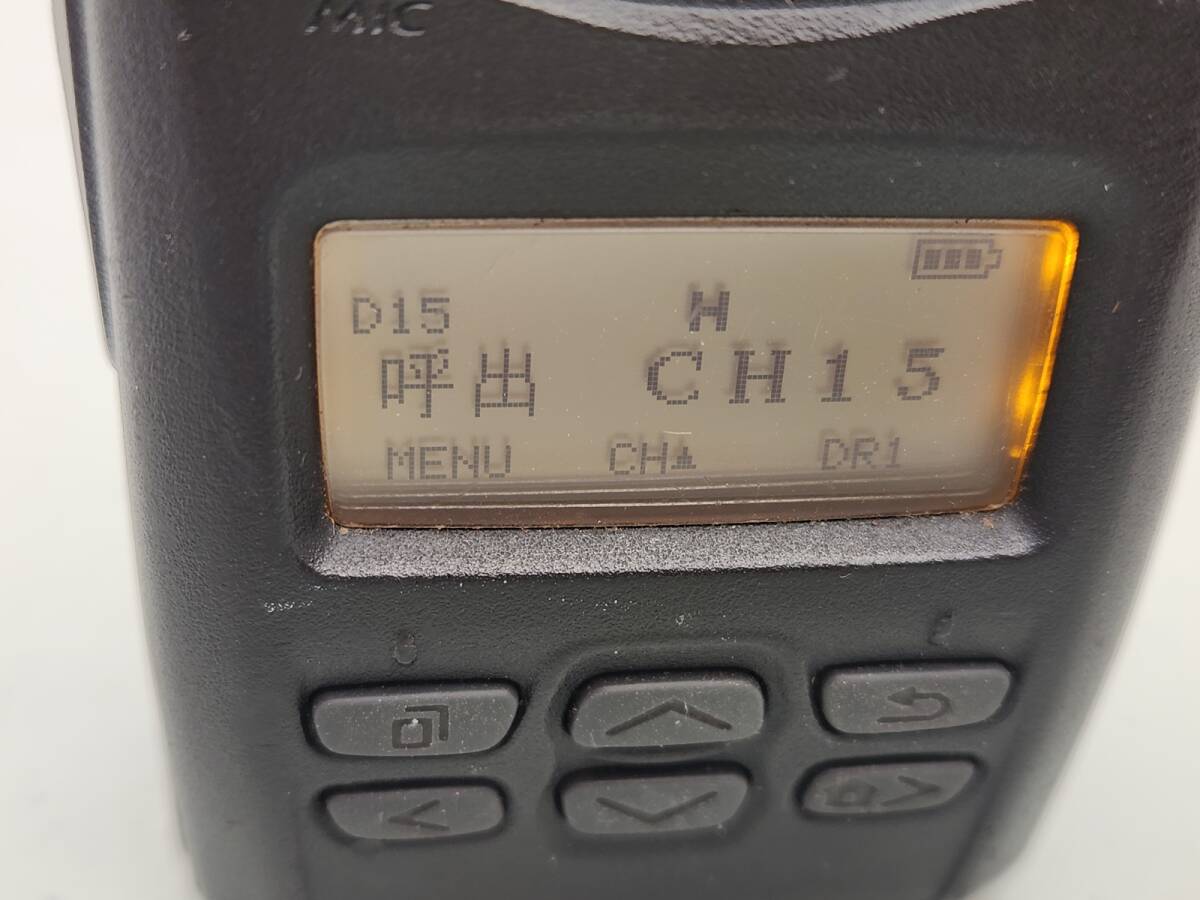 MIC
D15 H
呼出 CH15
MENU CH▲ DR1